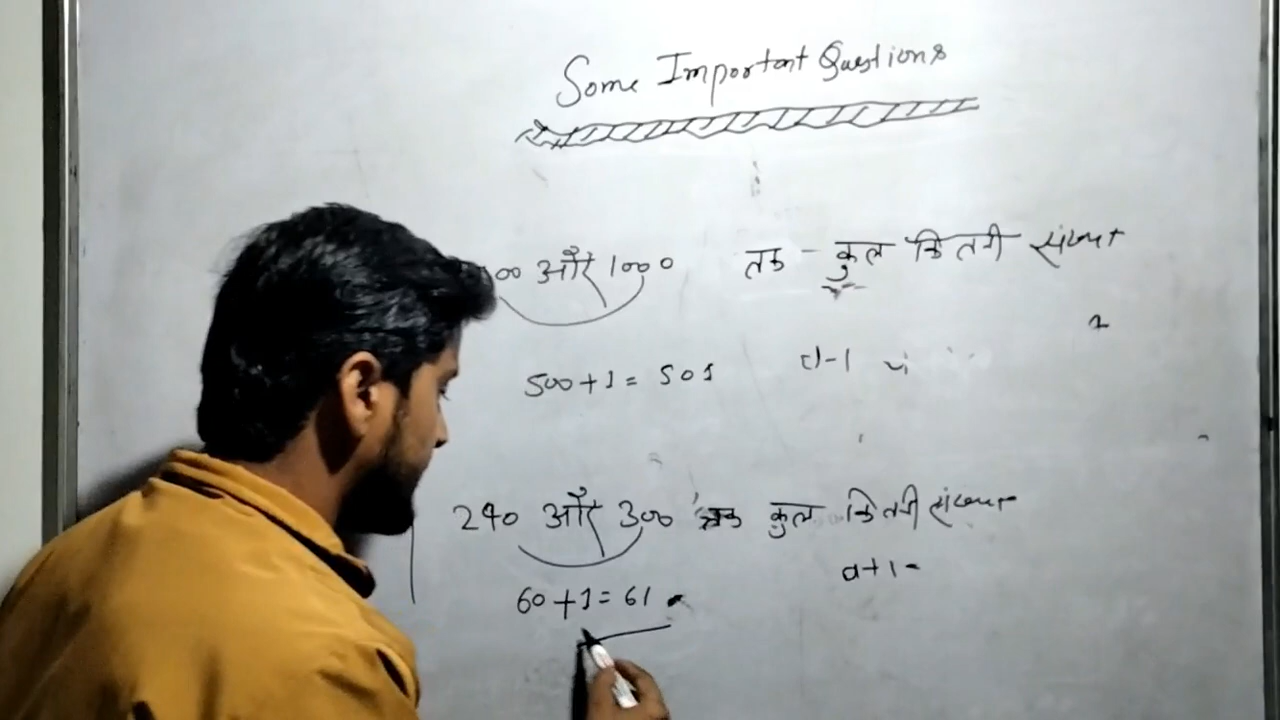 Some Important Questions
00 और 1000 तक - कुल कितनी संख्या
500+1 = 501
240 और 300 तक कुल कितनी संख्या
a+1 -
60+1 = 61